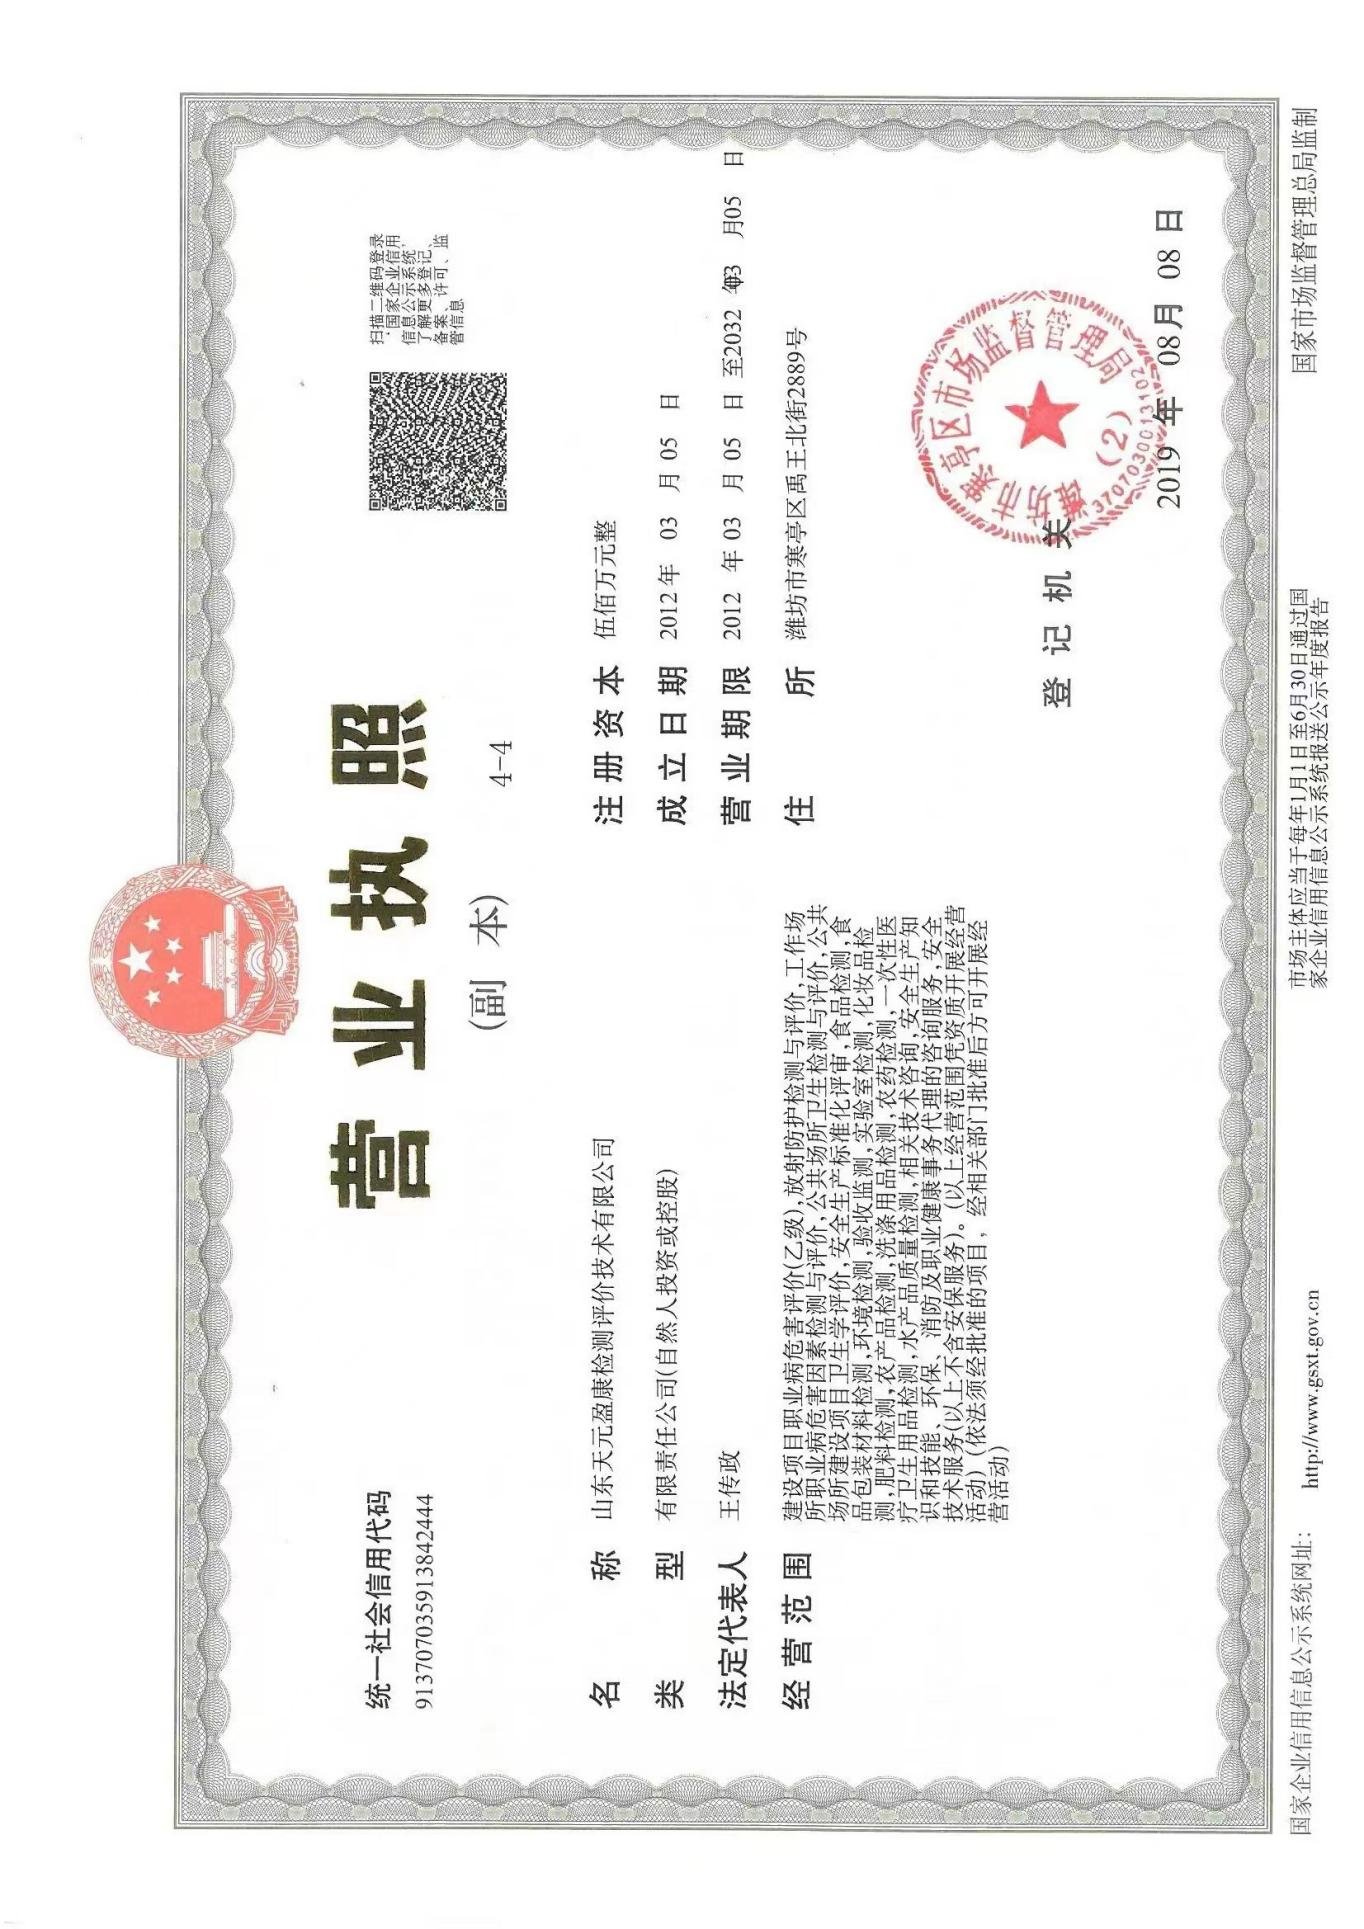 营业执照
(副 本)
4-4
统一社会信用代码
91370703591384244​4
扫描二维码登录
‘国家企业信用
信息公示系统’
了解更多登记、
备案、许可、监
管信息
名 称 山东天元盈康检测评价技术有限公司
类 型 有限责任公司(自然人投资或控股)
法定代表人 王传政
经营范围 建设项目职业病危害评价(乙级),放射防护检测与评价,工作场
所职业病危害因素检测与评价,公共场所卫生检测与评价,公共
场所建设项目卫生学评价,安全生产标准化评审,食品检测,食
品包装材料检测,环境检测,验收监测,实验室检测,化妆品检
测,肥料检测,农产品检测,洗涤用品检测,农药检测,一次性医
疗卫生用品检测,水产品质量检测,相关技术咨询,安全生产知
识和技能、环保、消防及职业健康事务代理的咨询服务,安全
技术服务(以上不含安保服务)。(以上经营范围凭资质开展经营
活动)(依法须经批准的项目，经相关部门批准后方可开展经
营活动)
注册资本 伍佰万元整
成立日期 2012年 03 月 05 日
营业期限 2012 年 03 月 05 日 至2032 年03 月05 日
住 所 潍坊市寒亭区禹王北街2889号
登记机关
潍坊市寒亭区市场监督管理局
(2)
3707030013102
2019 年 08月 08 日
国家企业信用信息公示系统网址： http://www.gsxt.gov.cn
市场主体应当于每年1月1日至6月30日通过国
家企业信用信息公示系统报送公示年度报告
国家市场监督管理总局监制